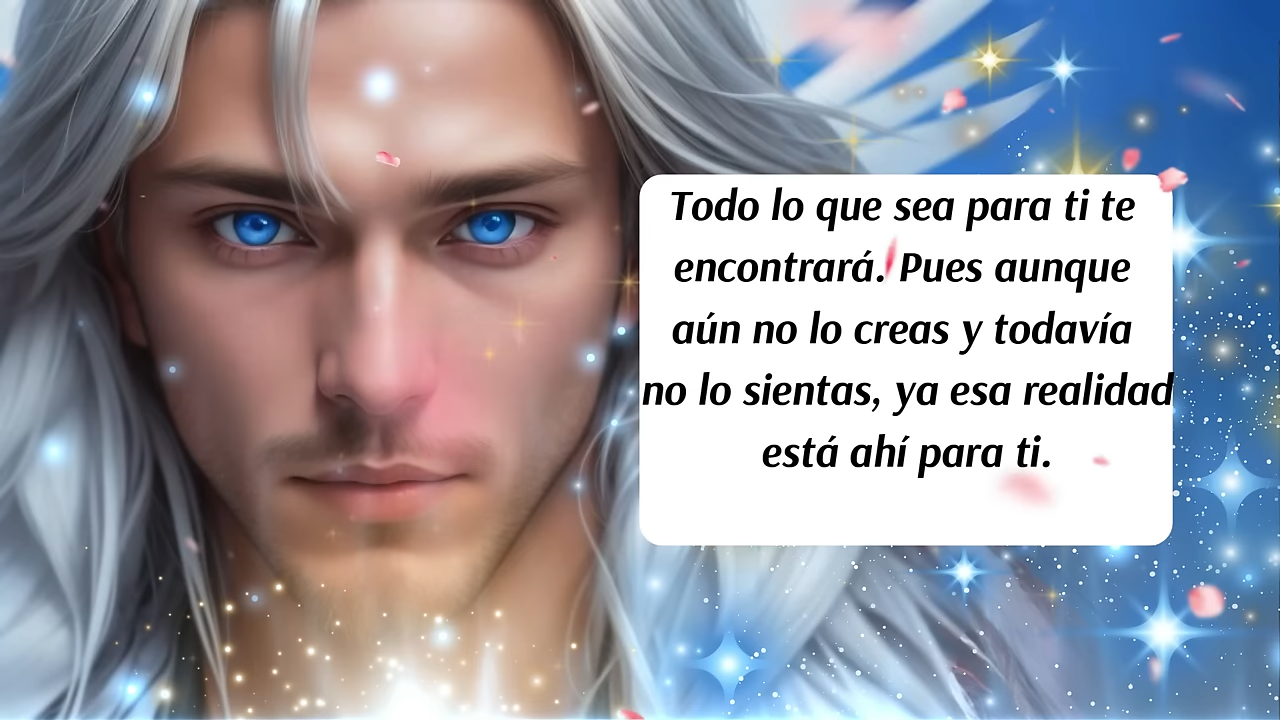 Todo lo que sea para ti te
encontrará. Pues aunque
aún no lo creas y todavía
no lo sientas, ya esa realidad
está ahí para ti.